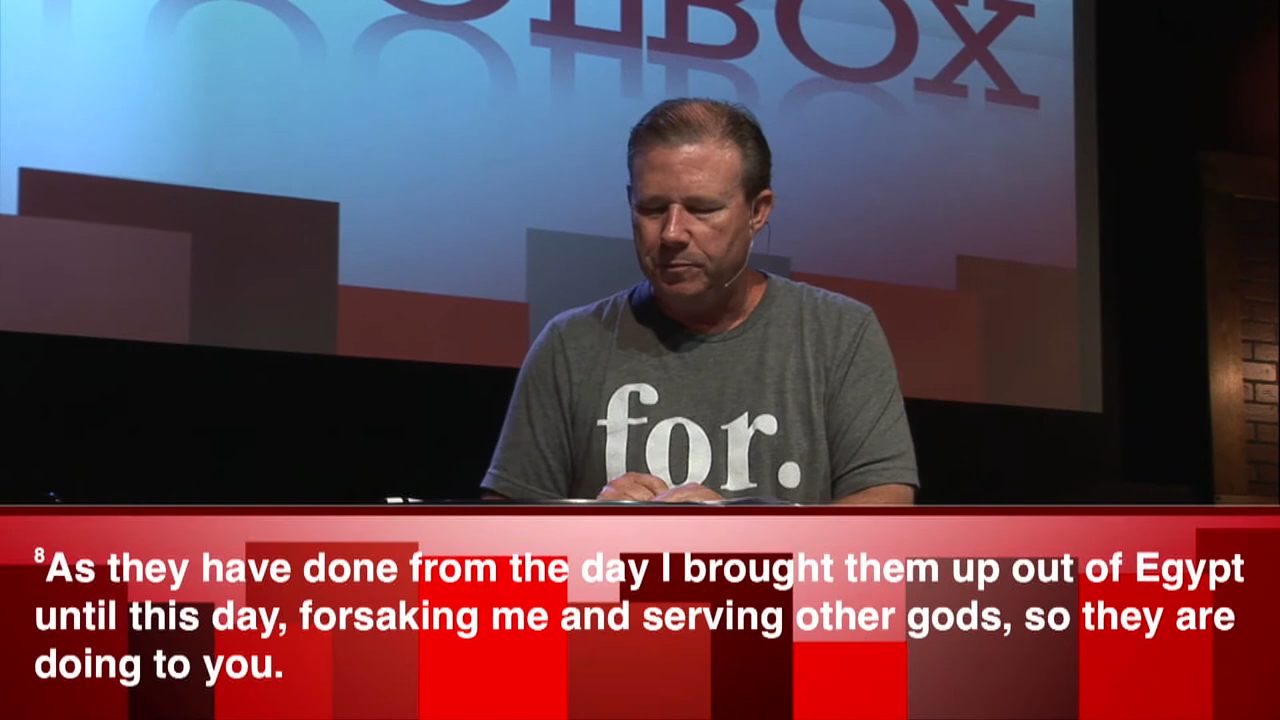 BOX
for.
⁸As they have done from the day I brought them up out of Egypt
until this day, forsaking me and serving other gods, so they are
doing to you.